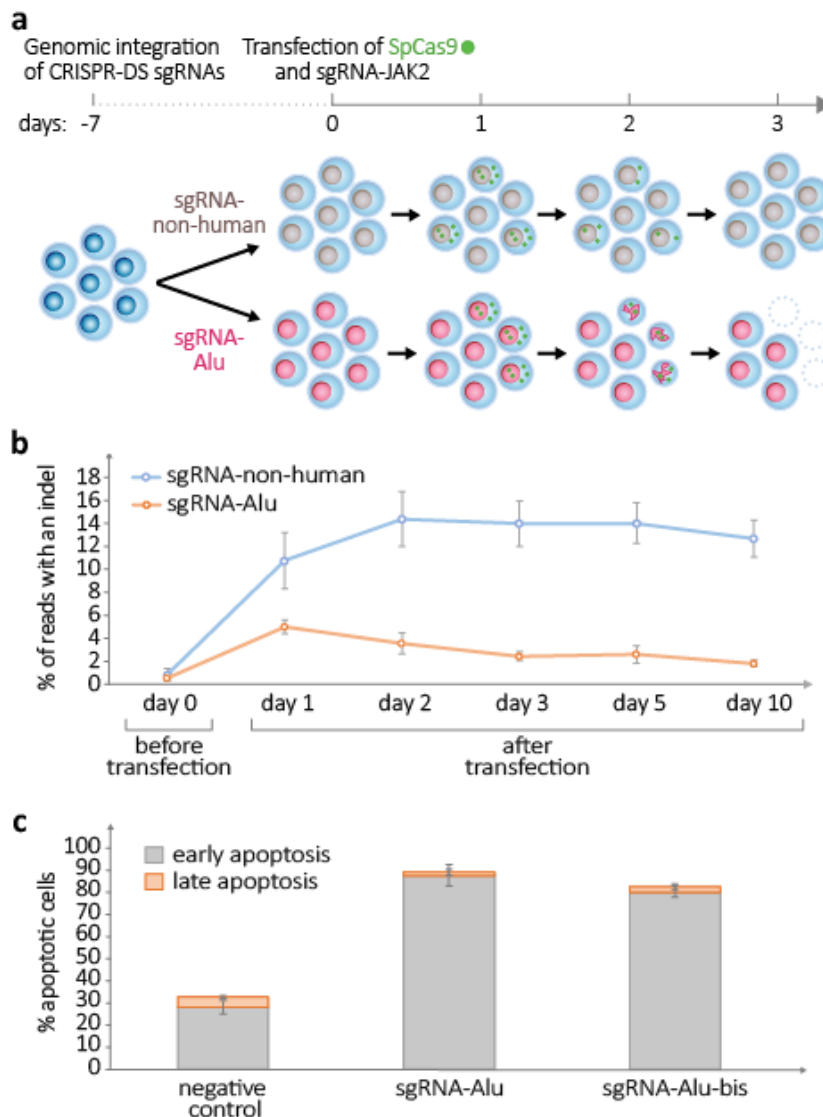 a
Genomic integration
of CRISPR-DS sgRNAs
Transfection of SpCas9
and sgRNA-JAK2
days: -7 0 1 2 3
sgRNA-
non-human
sgRNA-
Alu
b
% of reads with an indel
18
16
14
12
10
8
6
4
2
0
sgRNA-non-human
sgRNA-Alu
day 0 day 1 day 2 day 3 day 5 day 10
before
transfection
after
transfection
c
% apoptotic cells
100
90
80
70
60
50
40
30
20
10
0
early apoptosis
late apoptosis
negative
control
sgRNA-Alu
sgRNA-Alu-bis